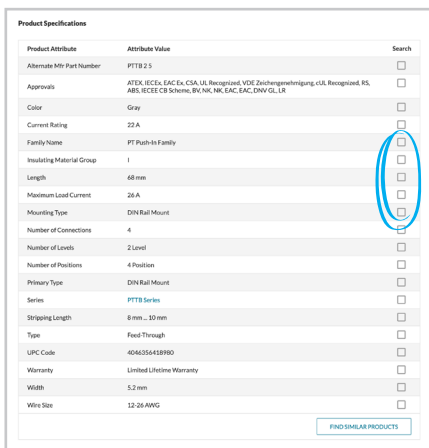 Product Specifications
Product Attribute Attribute Value Search
Alternate Mfr Part Number PTTB 2 5
Approvals ATEX, IECEx, EAC Ex, CSA, UL Recognized, VDE Zeichengenehmigung, cUL Recognized, RS,
ABS, IECEE CB Scheme, BV, NK, NK, EAC, EAC, DNV GL, LR
Color Gray
Current Rating 22 A
Family Name PT Push-In Family
Insulating Material Group I
Length 68 mm
Maximum Load Current 26 A
Mounting Type DIN Rail Mount
Number of Connections 4
Number of Levels 2 Level
Number of Positions 4 Position
Primary Type DIN Rail Mount
Series PTTB Series
Stripping Length 8 mm ... 10 mm
Type Feed-Through
UPC Code 4046356418980
Warranty Limited Lifetime Warranty
Width 5.2 mm
Wire Size 12-26 AWG
FIND SIMILAR PRODUCTS